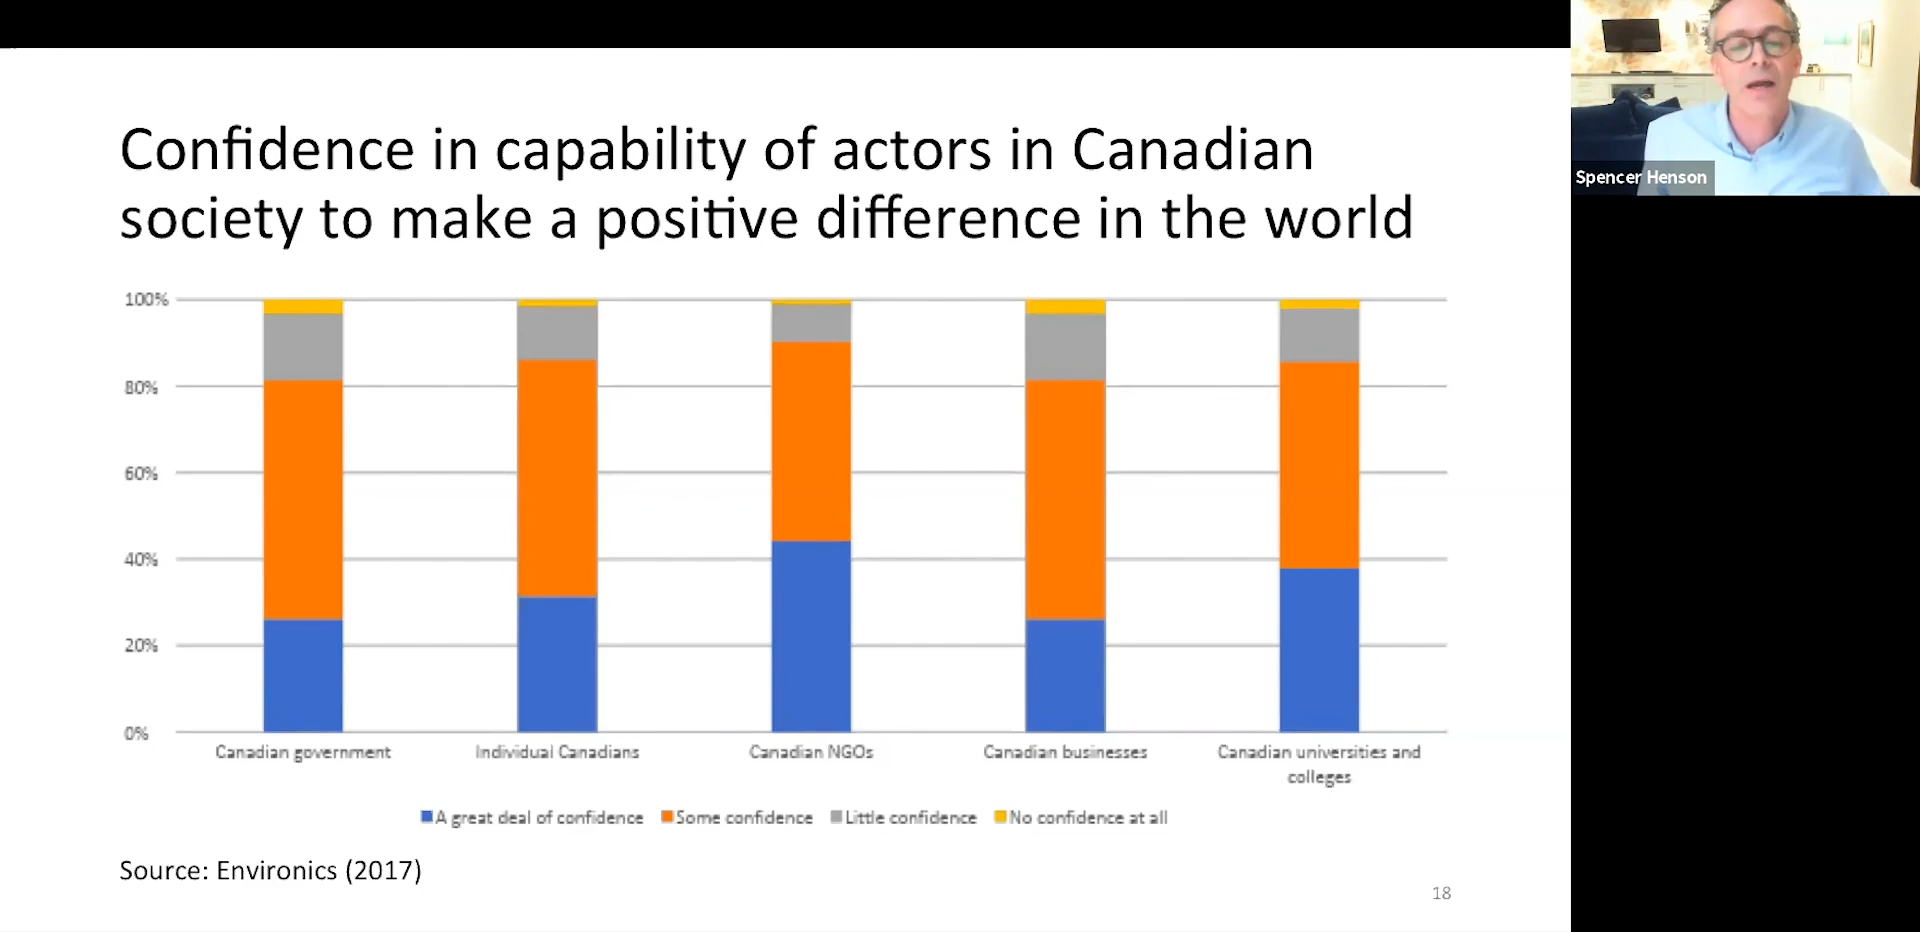 Confidence in capability of actors in Canadian
society to make a positive difference in the world
100%
80%
60%
40%
20%
0%
Canadian government
Individual Canadians
Canadian NGOs
Canadian businesses
Canadian universities and
colleges
A great deal of confidence
Some confidence
Little confidence
No confidence at all
Source: Environics (2017)
18
Spencer Henson